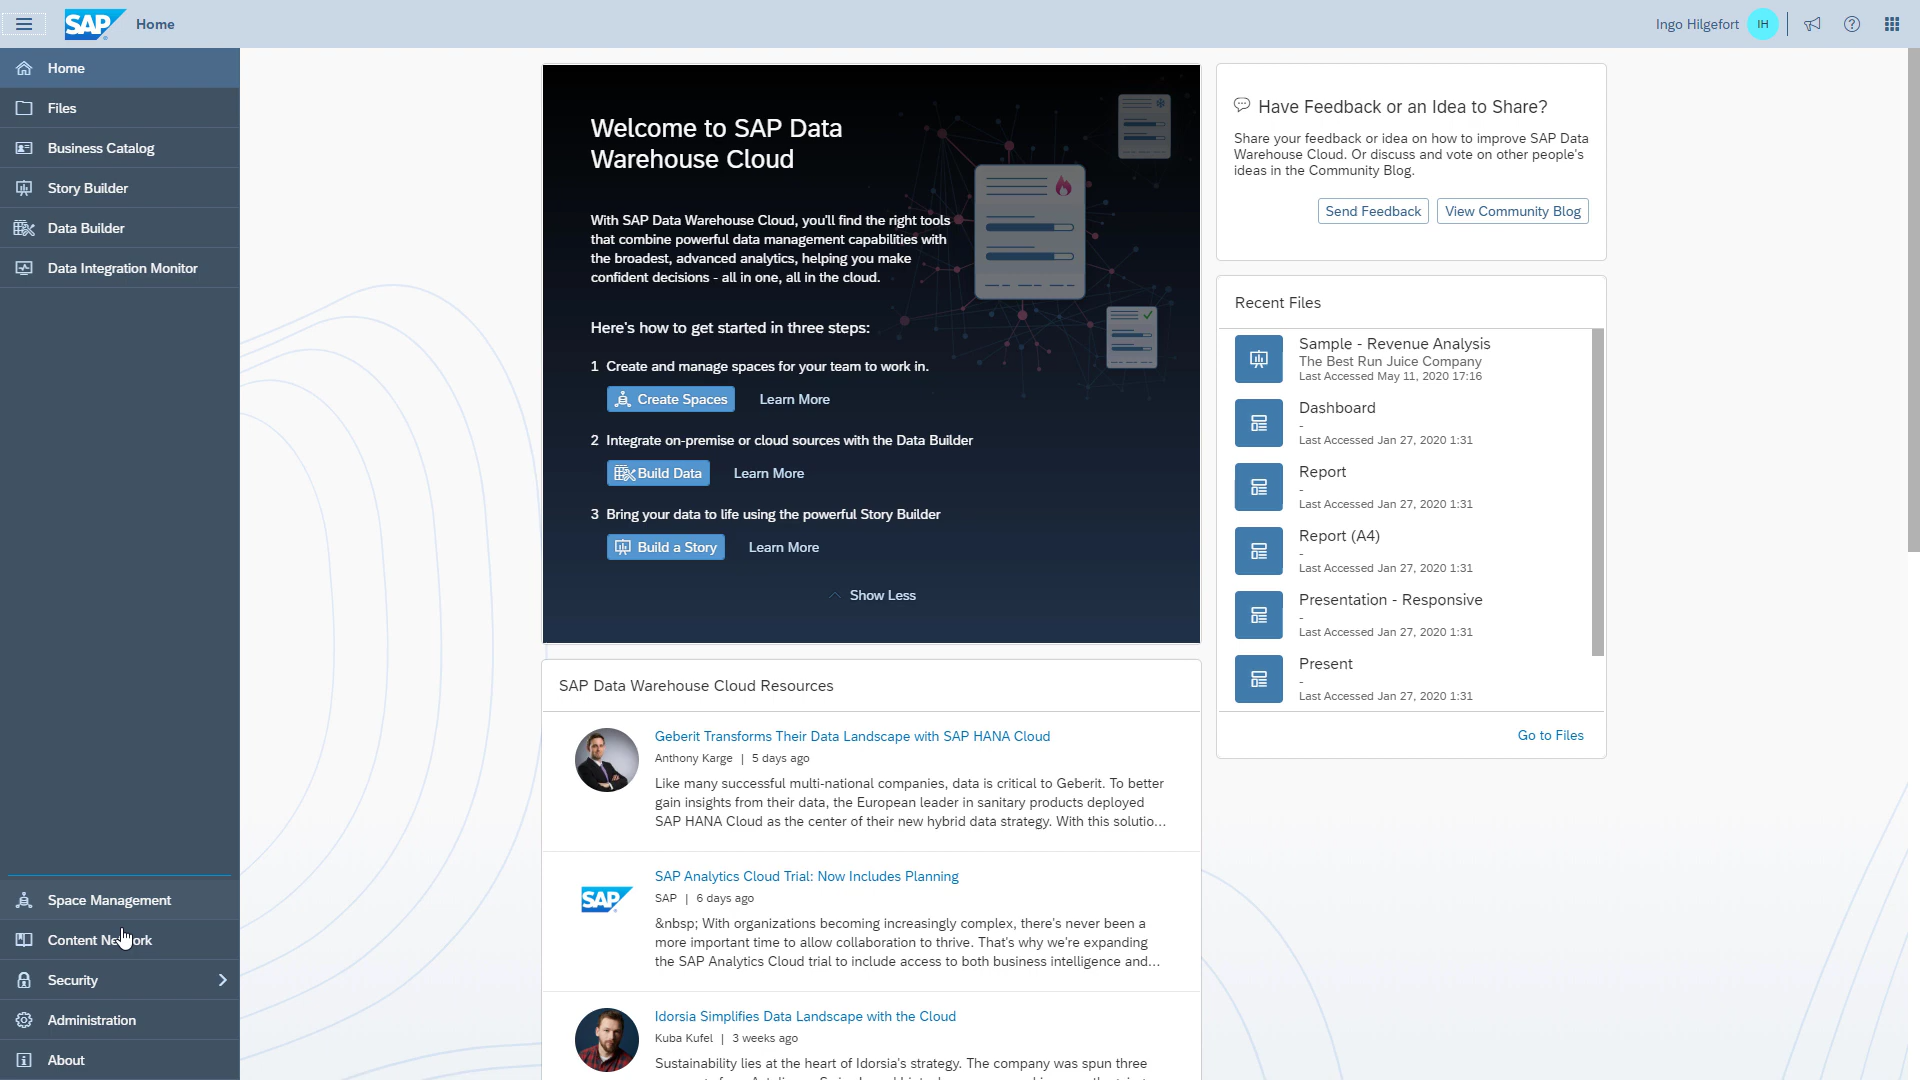 SAP Home
Ingo Hilgefort IH
Home
Files
Business Catalog
Story Builder
Data Builder
Data Integration Monitor
Space Management
Content Network
Security
Administration
About
Welcome to SAP Data
Warehouse Cloud
With SAP Data Warehouse Cloud, you'll find the right tools
that combine powerful data management capabilities with
the broadest, advanced analytics, helping you make
confident decisions - all in one, all in the cloud.
Here's how to get started in three steps:
1 Create and manage spaces for your team to work in.
Create Spaces Learn More
2 Integrate on-premise or cloud sources with the Data Builder
Build Data Learn More
3 Bring your data to life using the powerful Story Builder
Build a Story Learn More
Show Less
SAP Data Warehouse Cloud Resources
Geberit Transforms Their Data Landscape with SAP HANA Cloud
Anthony Karge | 5 days ago
Like many successful multi-national companies, data is critical to Geberit. To better
gain insights from their data, the European leader in sanitary products deployed
SAP HANA Cloud as the center of their new hybrid data strategy. With this solutio...
SAP
SAP Analytics Cloud Trial: Now Includes Planning
SAP | 6 days ago
&nbsp; With organizations becoming increasingly complex, there's never been a
more important time to allow collaboration to thrive. That's why we're expanding
the SAP Analytics Cloud trial to include access to both business intelligence and...
Idorsia Simplifies Data Landscape with the Cloud
Kuba Kufel | 3 weeks ago
Sustainability lies at the heart of Idorsia's strategy. The company was spun three
Have Feedback or an Idea to Share?
Share your feedback or idea on how to improve SAP Data
Warehouse Cloud. Or discuss and vote on other people's
ideas in the Community Blog.
Send Feedback View Community Blog
Recent Files
Sample - Revenue Analysis
The Best Run Juice Company
Last Accessed May 11, 2020 17:16
Dashboard
-
Last Accessed Jan 27, 2020 1:31
Report
-
Last Accessed Jan 27, 2020 1:31
Report (A4)
-
Last Accessed Jan 27, 2020 1:31
Presentation - Responsive
-
Last Accessed Jan 27, 2020 1:31
Present
-
Last Accessed Jan 27, 2020 1:31
Go to Files